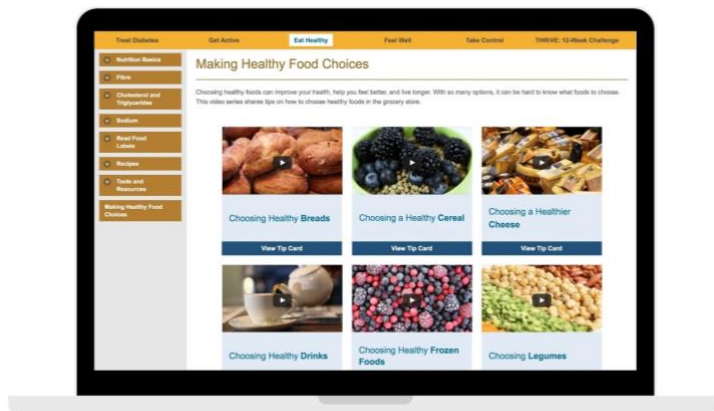 Treat Diabetes Get Active Eat Healthy Feel Well Take Control THRIVE: 12-Week Challenge
Nutrition Basics
Fibre
Cholesterol and
Triglycerides
Sodium
Read Food
Labels
Recipes
Tools and
Resources
Making Healthy Food
Choices
Making Healthy Food Choices
Choosing healthy foods can improve your health, help you feel better, and live longer. With so many options, it can be hard to know what foods to choose.
This video series shares tips on how to choose healthy foods in the grocery store.
Choosing Healthy Breads
View Tip Card
Choosing a Healthy Cereal
View Tip Card
Choosing a Healthier
Cheese
View Tip Card
Choosing Healthy Drinks
Choosing Healthy Frozen
Foods
Choosing Legumes